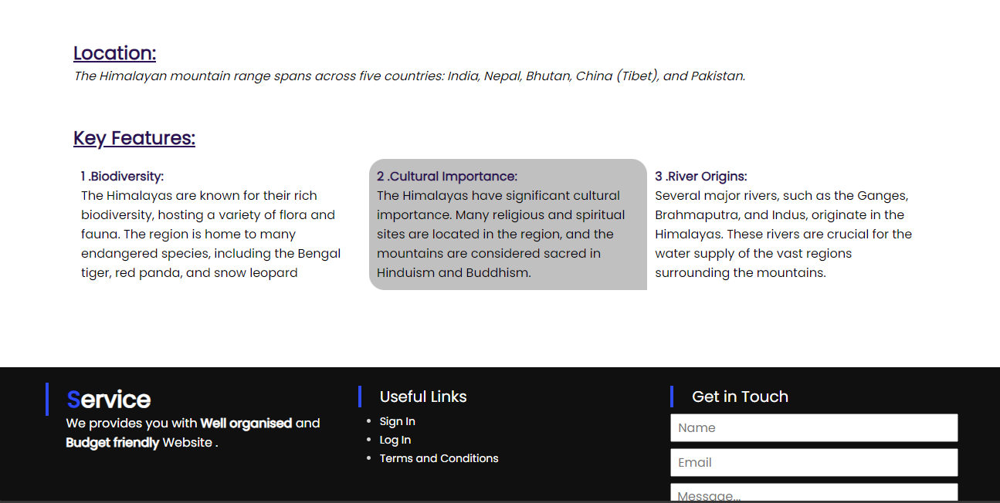 Location:
The Himalayan mountain range spans across five countries: India, Nepal, Bhutan, China (Tibet), and Pakistan.
Key Features:
1 .Biodiversity:
The Himalayas are known for their rich
biodiversity, hosting a variety of flora and
fauna. The region is home to many
endangered species, including the Bengal
tiger, red panda, and snow leopard
2 .Cultural Importance:
The Himalayas have significant cultural
importance. Many religious and spiritual
sites are located in the region, and the
mountains are considered sacred in
Hinduism and Buddhism.
3 .River Origins:
Several major rivers, such as the Ganges,
Brahmaputra, and Indus, originate in the
Himalayas. These rivers are crucial for the
water supply of the vast regions
surrounding the mountains.
Service
We provides you with Well organised and
Budget friendly Website .
Useful Links
Sign In
Log In
Terms and Conditions
Get in Touch
Name
Email
Message...